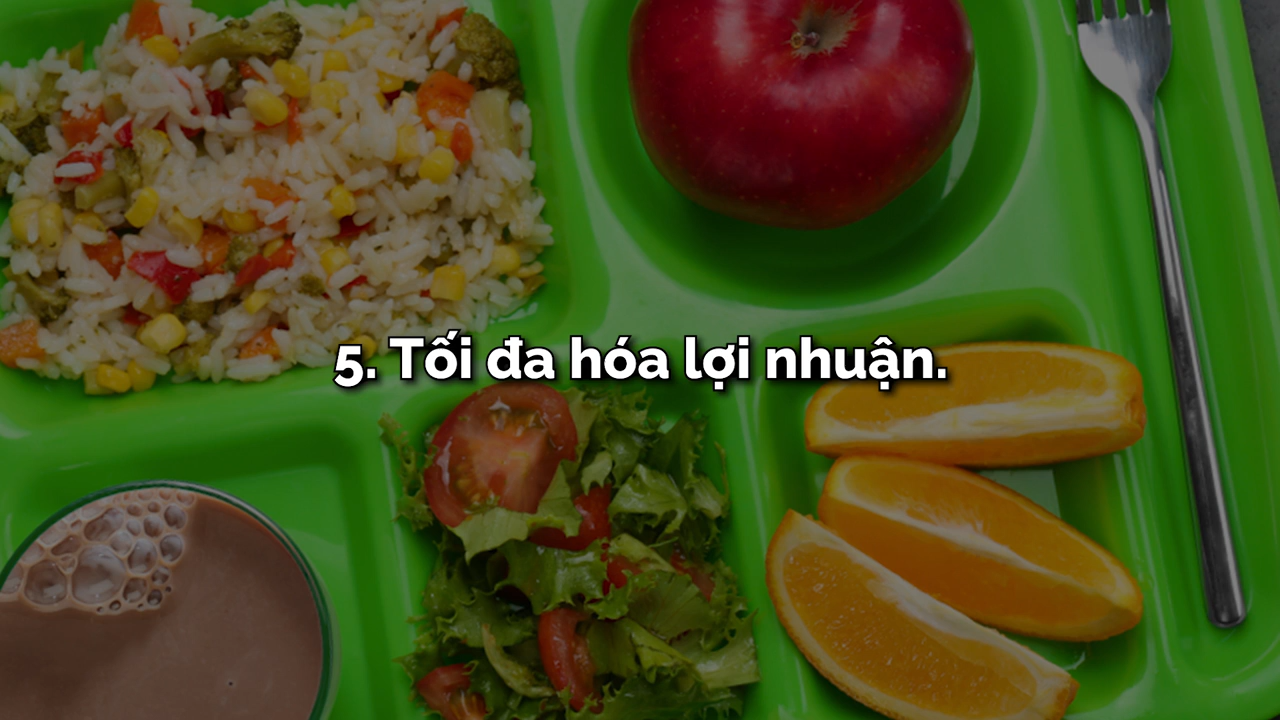 5. Tối đa hóa lợi nhuận.